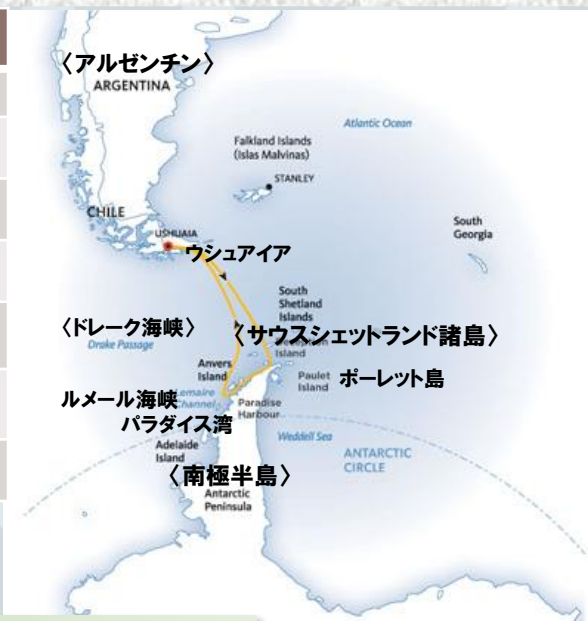 〈アルゼンチン〉
ARGENTINA
Atlantic Ocean
Falkland Islands
(Islas Malvinas)
STANLEY
CHILE
USHUAIA
ウシュアイア
South
Georgia
South
Shetland
Islands
〈ドレーク海峡〉
〈サウスシェットランド諸島〉
Drake Passage
Deception
Island
Anvers
Island
Paulet
Island
ポーレット島
ルメール海峡
Lemaire
Channel
Paradise
Harbour
パラダイス湾
Weddell Sea
Adelaide
Island
ANTARCTIC
CIRCLE
〈南極半島〉
Antarctic
Peninsula